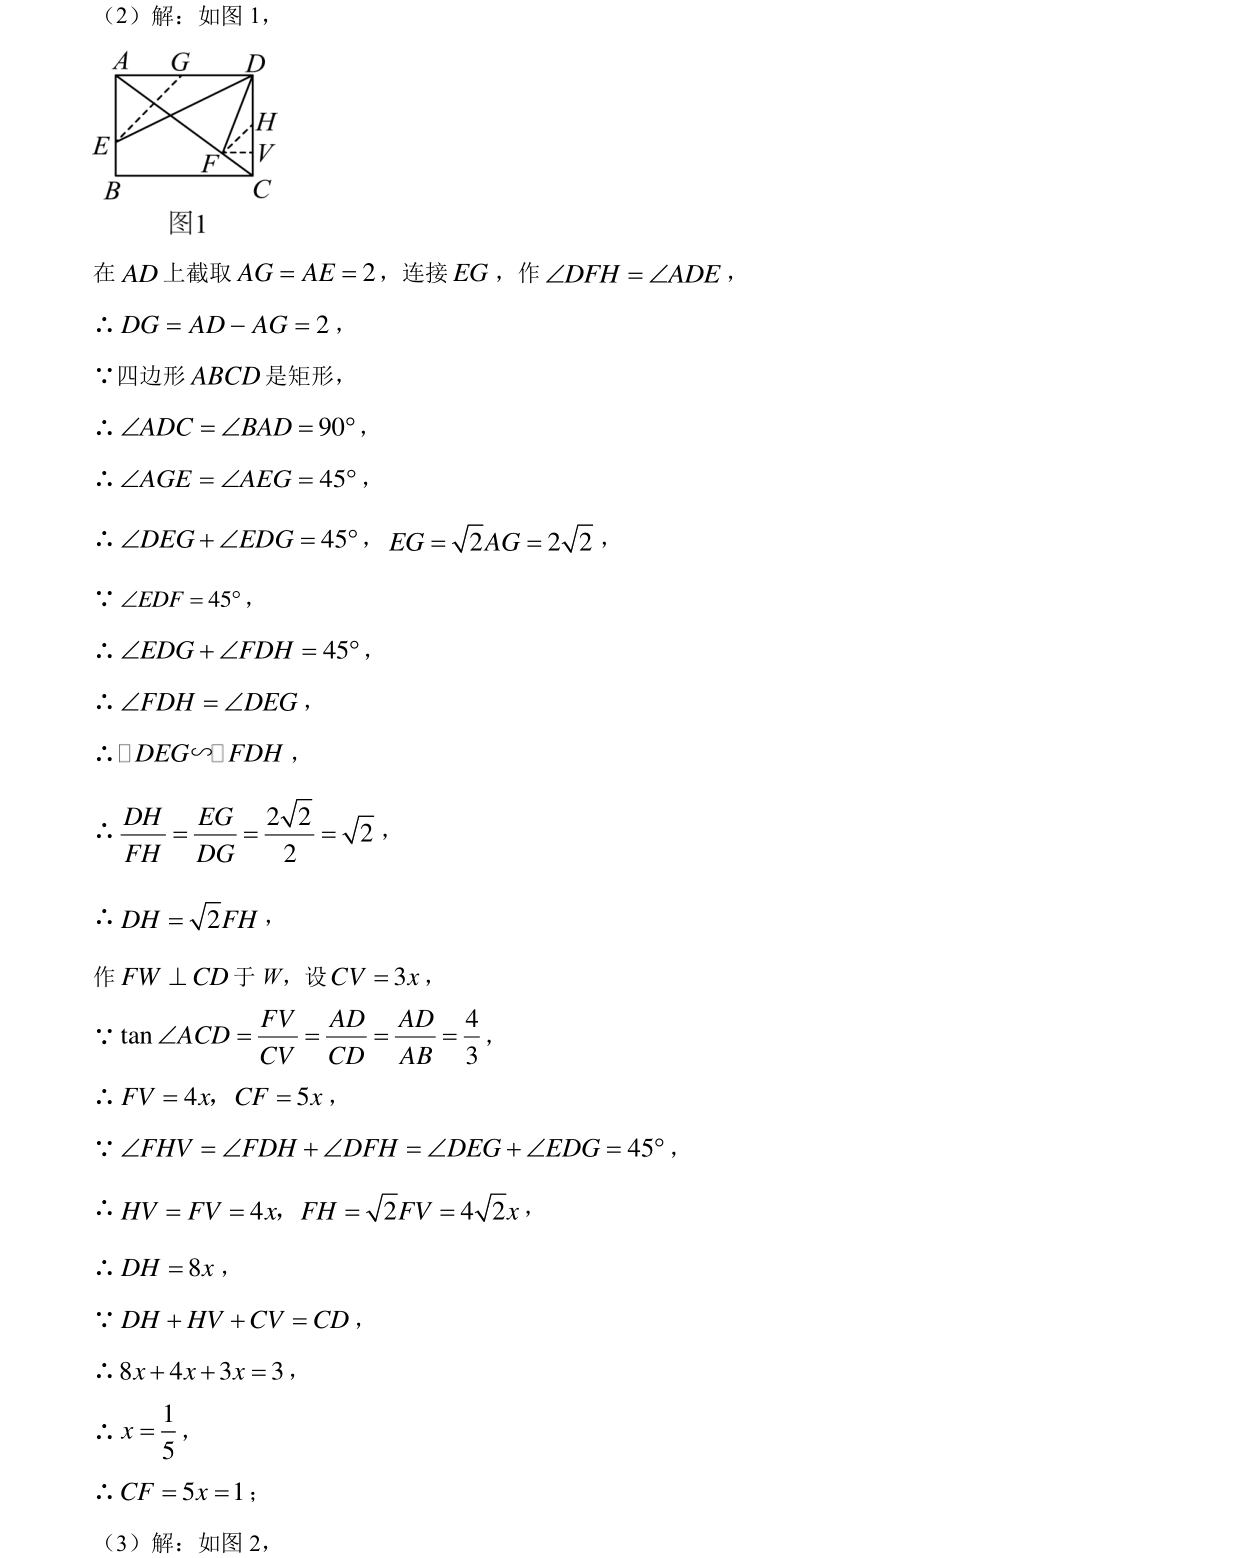 （2）解：如图 1，
A G D
H
E
F V
B C
图1
在 AD 上截取 AG = AE = 2，连接 EG，作 ∠DFH = ∠ADE，
∴ DG = AD − AG = 2，
∵四边形 ABCD 是矩形，
∴ ∠ADC = ∠BAD = 90°，
∴ ∠AGE = ∠AEG = 45°，
∴ ∠DEG + ∠EDG = 45°， EG = √2AG = 2√2，
∵ ∠EDF = 45°，
∴ ∠EDG + ∠FDH = 45°，
∴ ∠FDH = ∠DEG，
∴ □DEG∽□FDH，
∴ DH/FH = EG/DG = 2√2/2 = √2，
∴ DH = √2FH，
作 FW ⊥ CD 于 W，设 CV = 3x，
∵ tan ∠ACD = FV/CV = AD/CD = AD/AB = 4/3，
∴ FV = 4x，CF = 5x，
∵ ∠FHV = ∠FDH + ∠DFH = ∠DEG + ∠EDG = 45°，
∴ HV = FV = 4x，FH = √2FV = 4√2x，
∴ DH = 8x，
∵ DH + HV + CV = CD，
∴ 8x + 4x + 3x = 3，
∴ x = 1/5，
∴ CF = 5x = 1；
（3）解：如图 2，